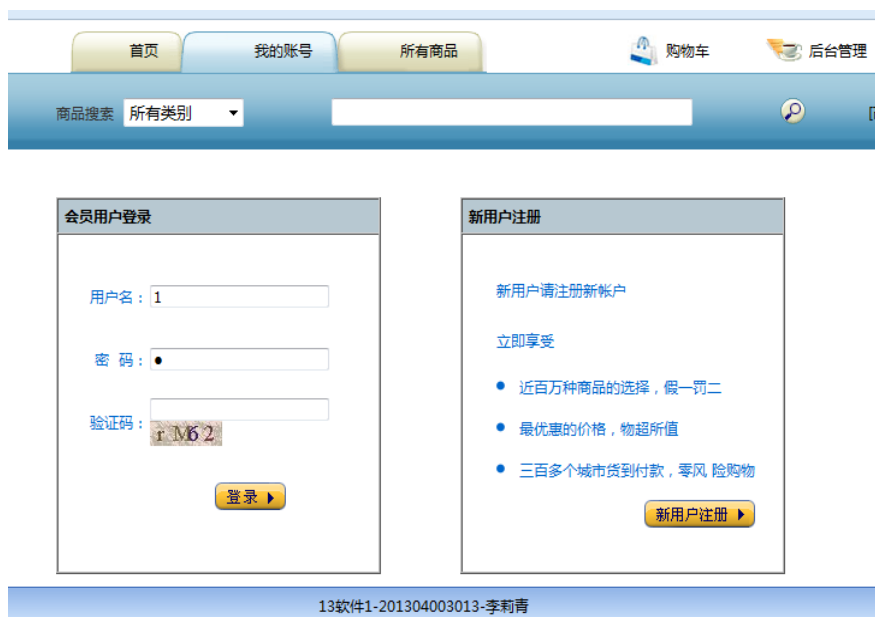 首页 我的账号 所有商品 购物车 后台管理
商品搜索 所有类别
会员用户登录
用户名： 1
密 码： ●
验证码：
r M62
登录
新用户注册
新用户请注册新帐户
立即享受
近百万种商品的选择，假一罚二
最优惠的价格，物超所值
三百多个城市货到付款，零风 险购物
新用户注册
13软件1-201304003013-李莉青